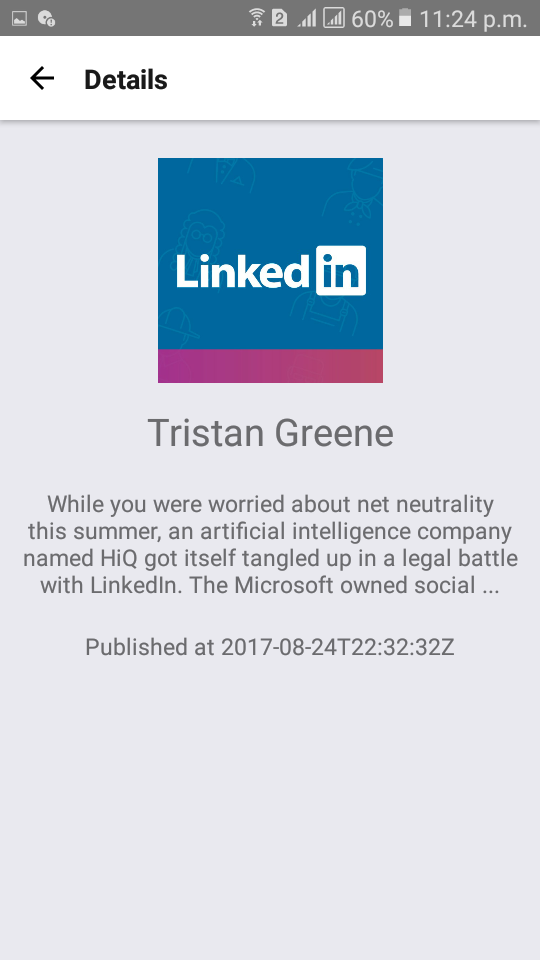 2 60% 11:24 p.m.
Details
Linked in
Tristan Greene
While you were worried about net neutrality
this summer, an artificial intelligence company
named HiQ got itself tangled up in a legal battle
with LinkedIn. The Microsoft owned social ...
Published at 2017-08-24T22:32:32Z